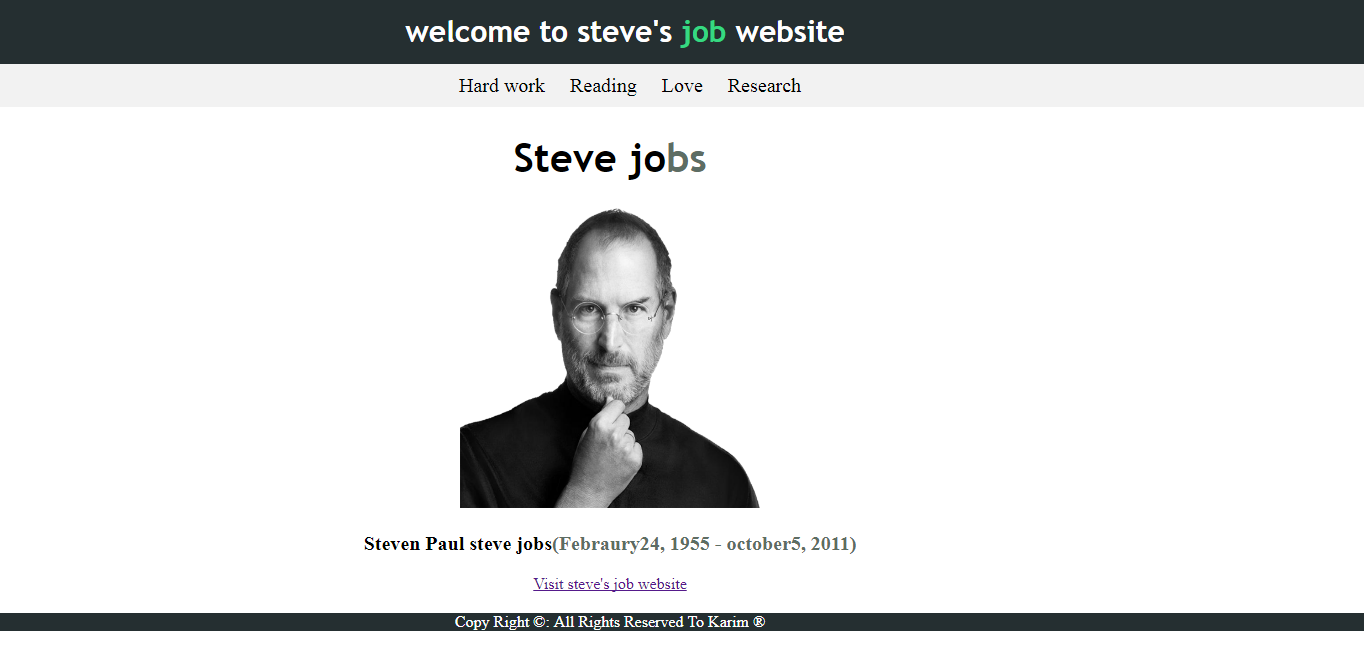 welcome to steve's job website
Hard work Reading Love Research
Steve jobs
Steven Paul steve jobs(Febraury24, 1955 - october5, 2011)
Visit steve's job website
Copy Right ©: All Rights Reserved To Karim ®